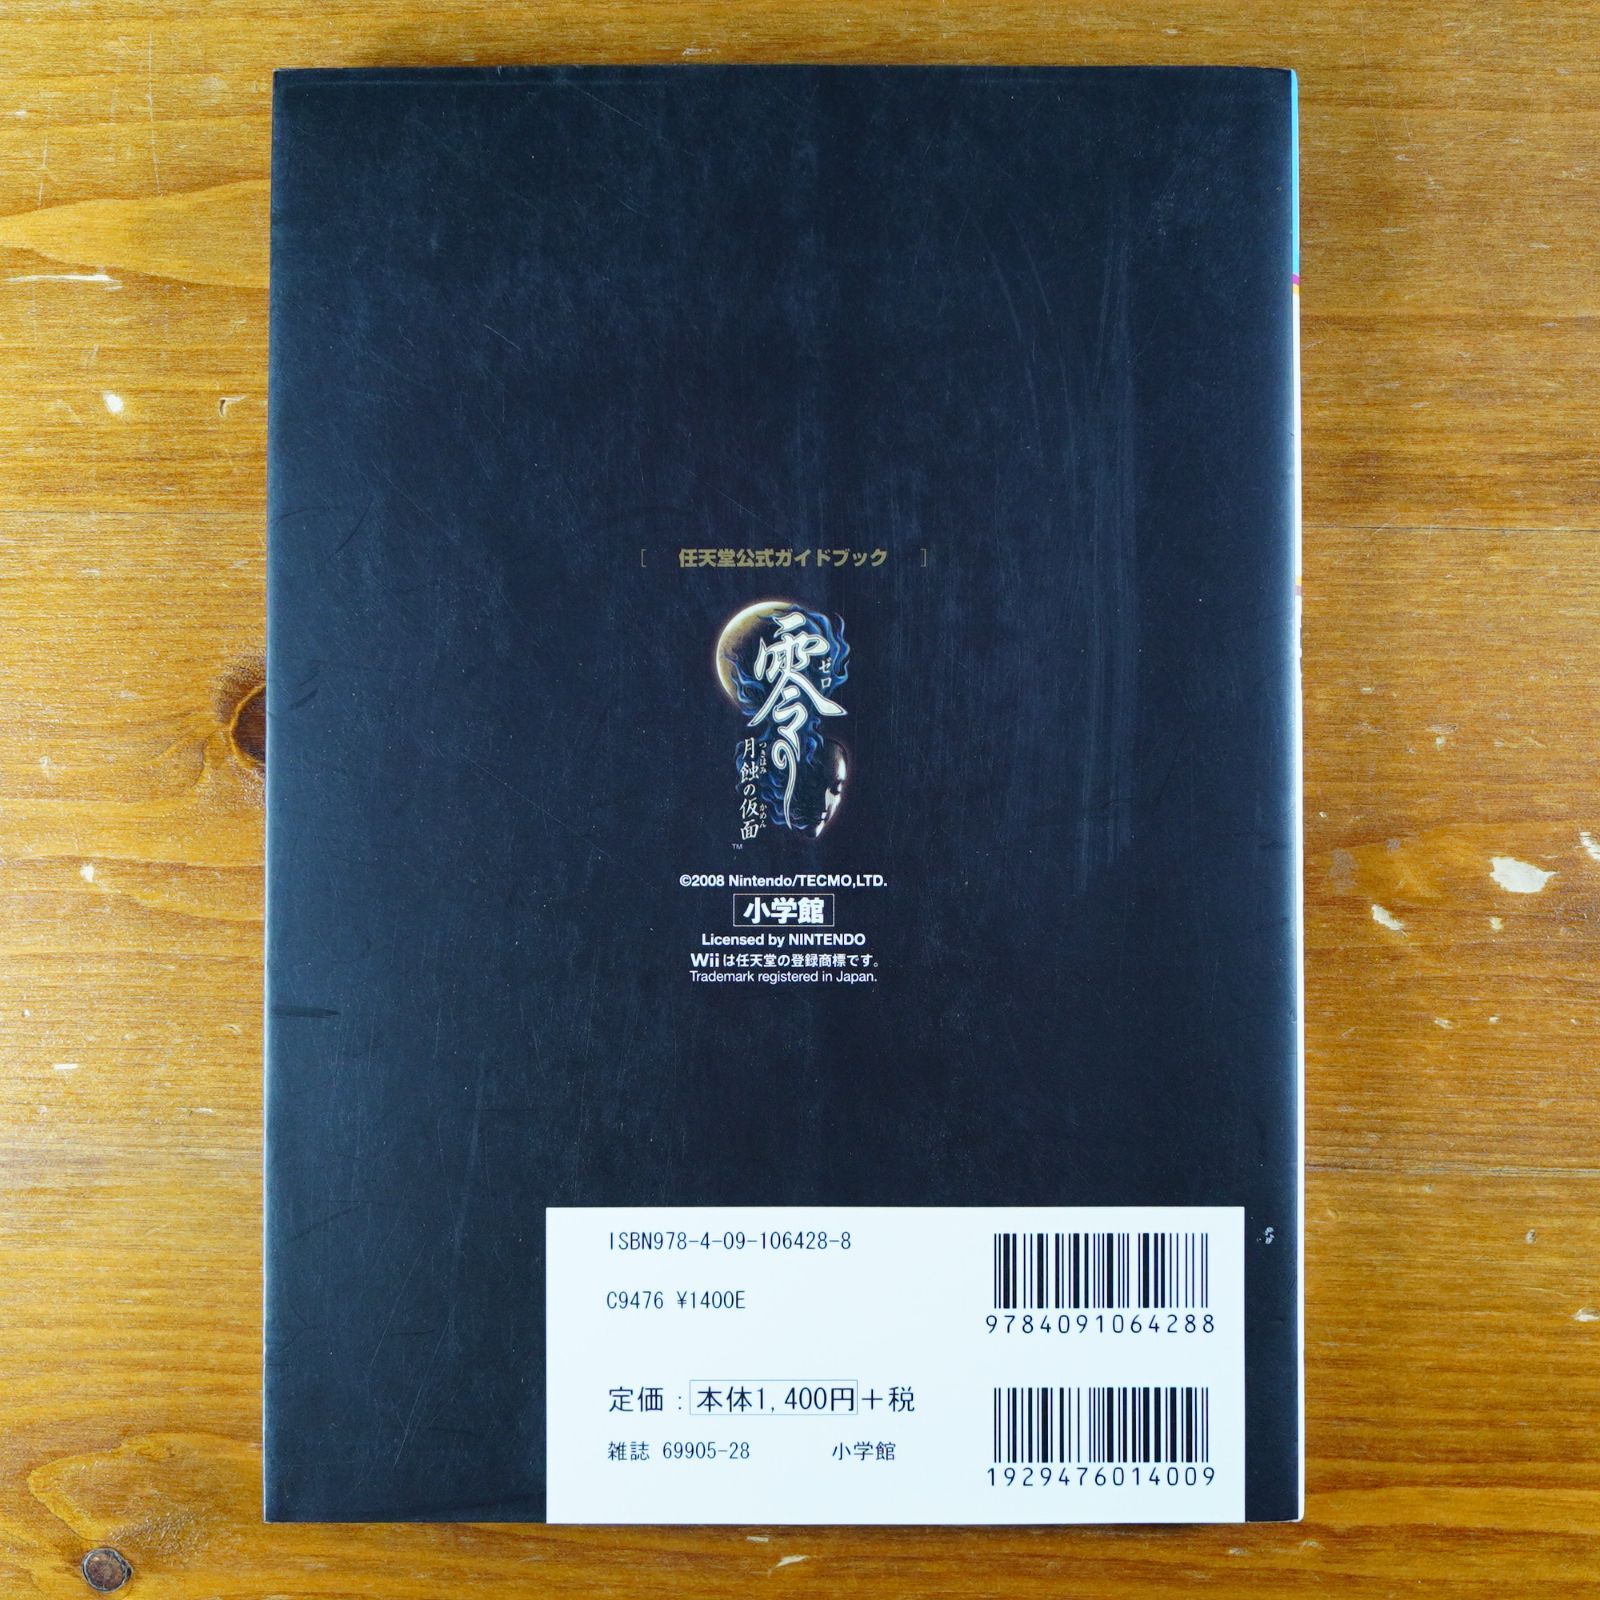 [ 任天堂公式ガイドブック ]
零
ゼロ
月蝕の仮面
つきはみ
かめん
™
©2008 Nintendo/TECMO,LTD.
小学館
Licensed by NINTENDO
Wiiは任天堂の登録商標です。
Trademark registered in Japan.
ISBN978-4-09-106428-8
C9476 ¥1400E
9784091064288
定価:本体1,400円+税
雑誌 69905-28 小学館
1929476014009